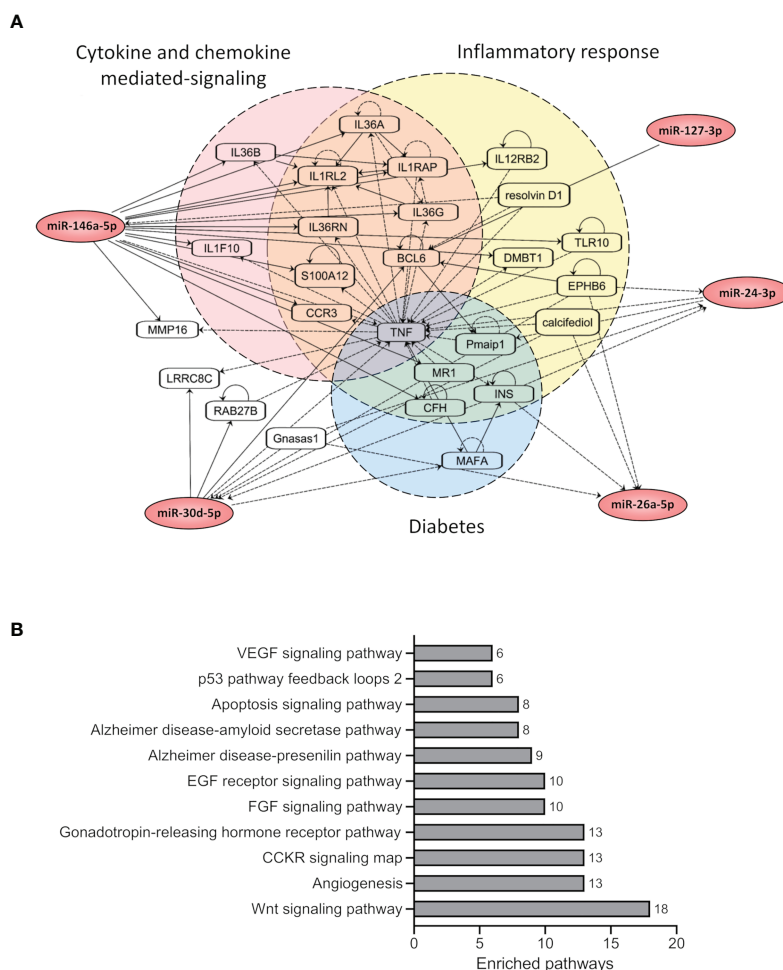 A
Cytokine and chemokine
mediated-signaling
Inflammatory response
IL36A
miR-127-3p
IL36B
IL12RB2
IL1RAP
IL1RL2
resolvin D1
IL36G
miR-146a-5p
IL36RN
TLR10
IL1F10
BCL6
DMBT1
S100A12
EPHB6
miR-24-3p
CCR3
calcifediol
MMP16
TNF
Pmaip1
MR1
LRRC8C
INS
RAB27B
CFH
Gnasas1
MAFA
miR-26a-5p
miR-30d-5p
Diabetes
B
VEGF signaling pathway 6
p53 pathway feedback loops 2 6
Apoptosis signaling pathway 8
Alzheimer disease-amyloid secretase pathway 8
Alzheimer disease-presenilin pathway 9
EGF receptor signaling pathway 10
FGF signaling pathway 10
Gonadotropin-releasing hormone receptor pathway 13
CCKR signaling map 13
Angiogenesis 13
Wnt signaling pathway 18
0 5 10 15 20
Enriched pathways